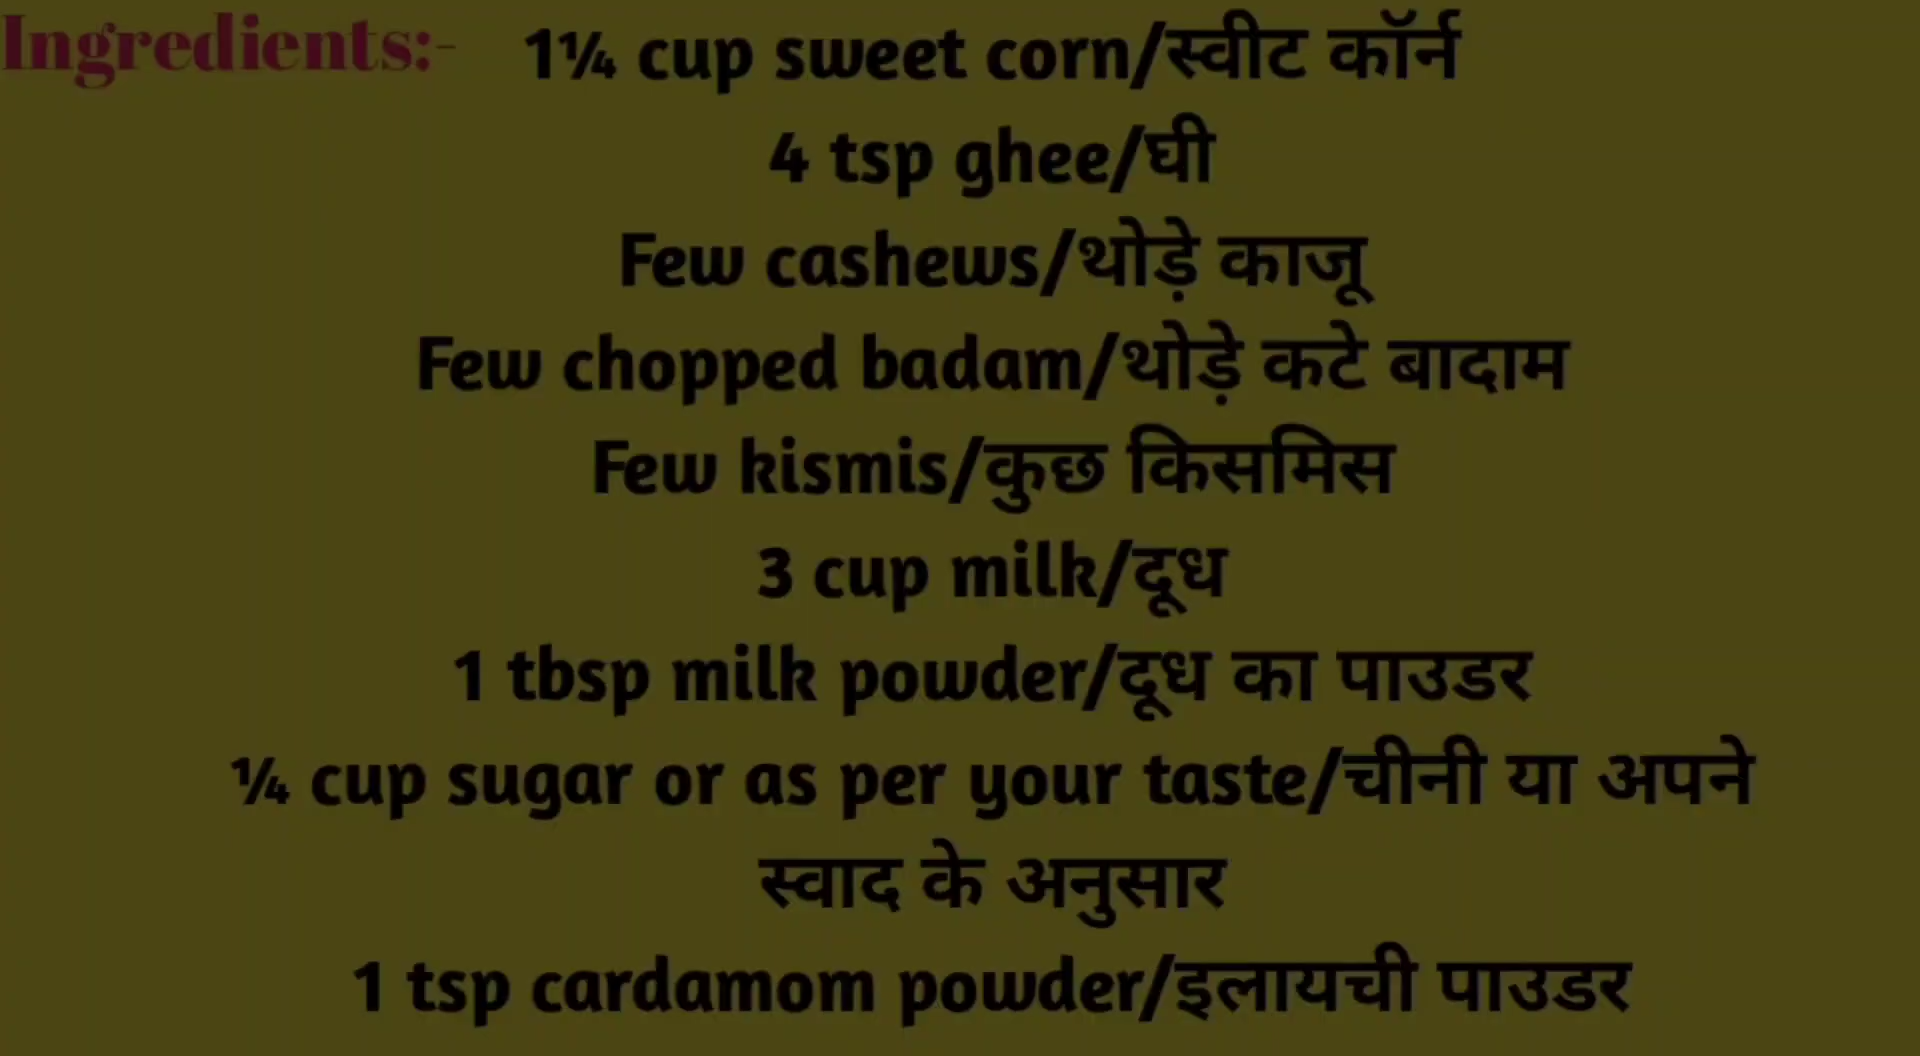 Ingredients:- 1¼ cup sweet corn/स्वीट कॉर्न
4 tsp ghee/घी
Few cashews/थोड़े काजू
Few chopped badam/थोड़े कटे बादाम
Few kismis/कुछ किसमिस
3 cup milk/दूध
1 tbsp milk powder/दूध का पाउडर
¼ cup sugar or as per your taste/चीनी या अपने
स्वाद के अनुसार
1 tsp cardamom powder/इलायची पाउडर